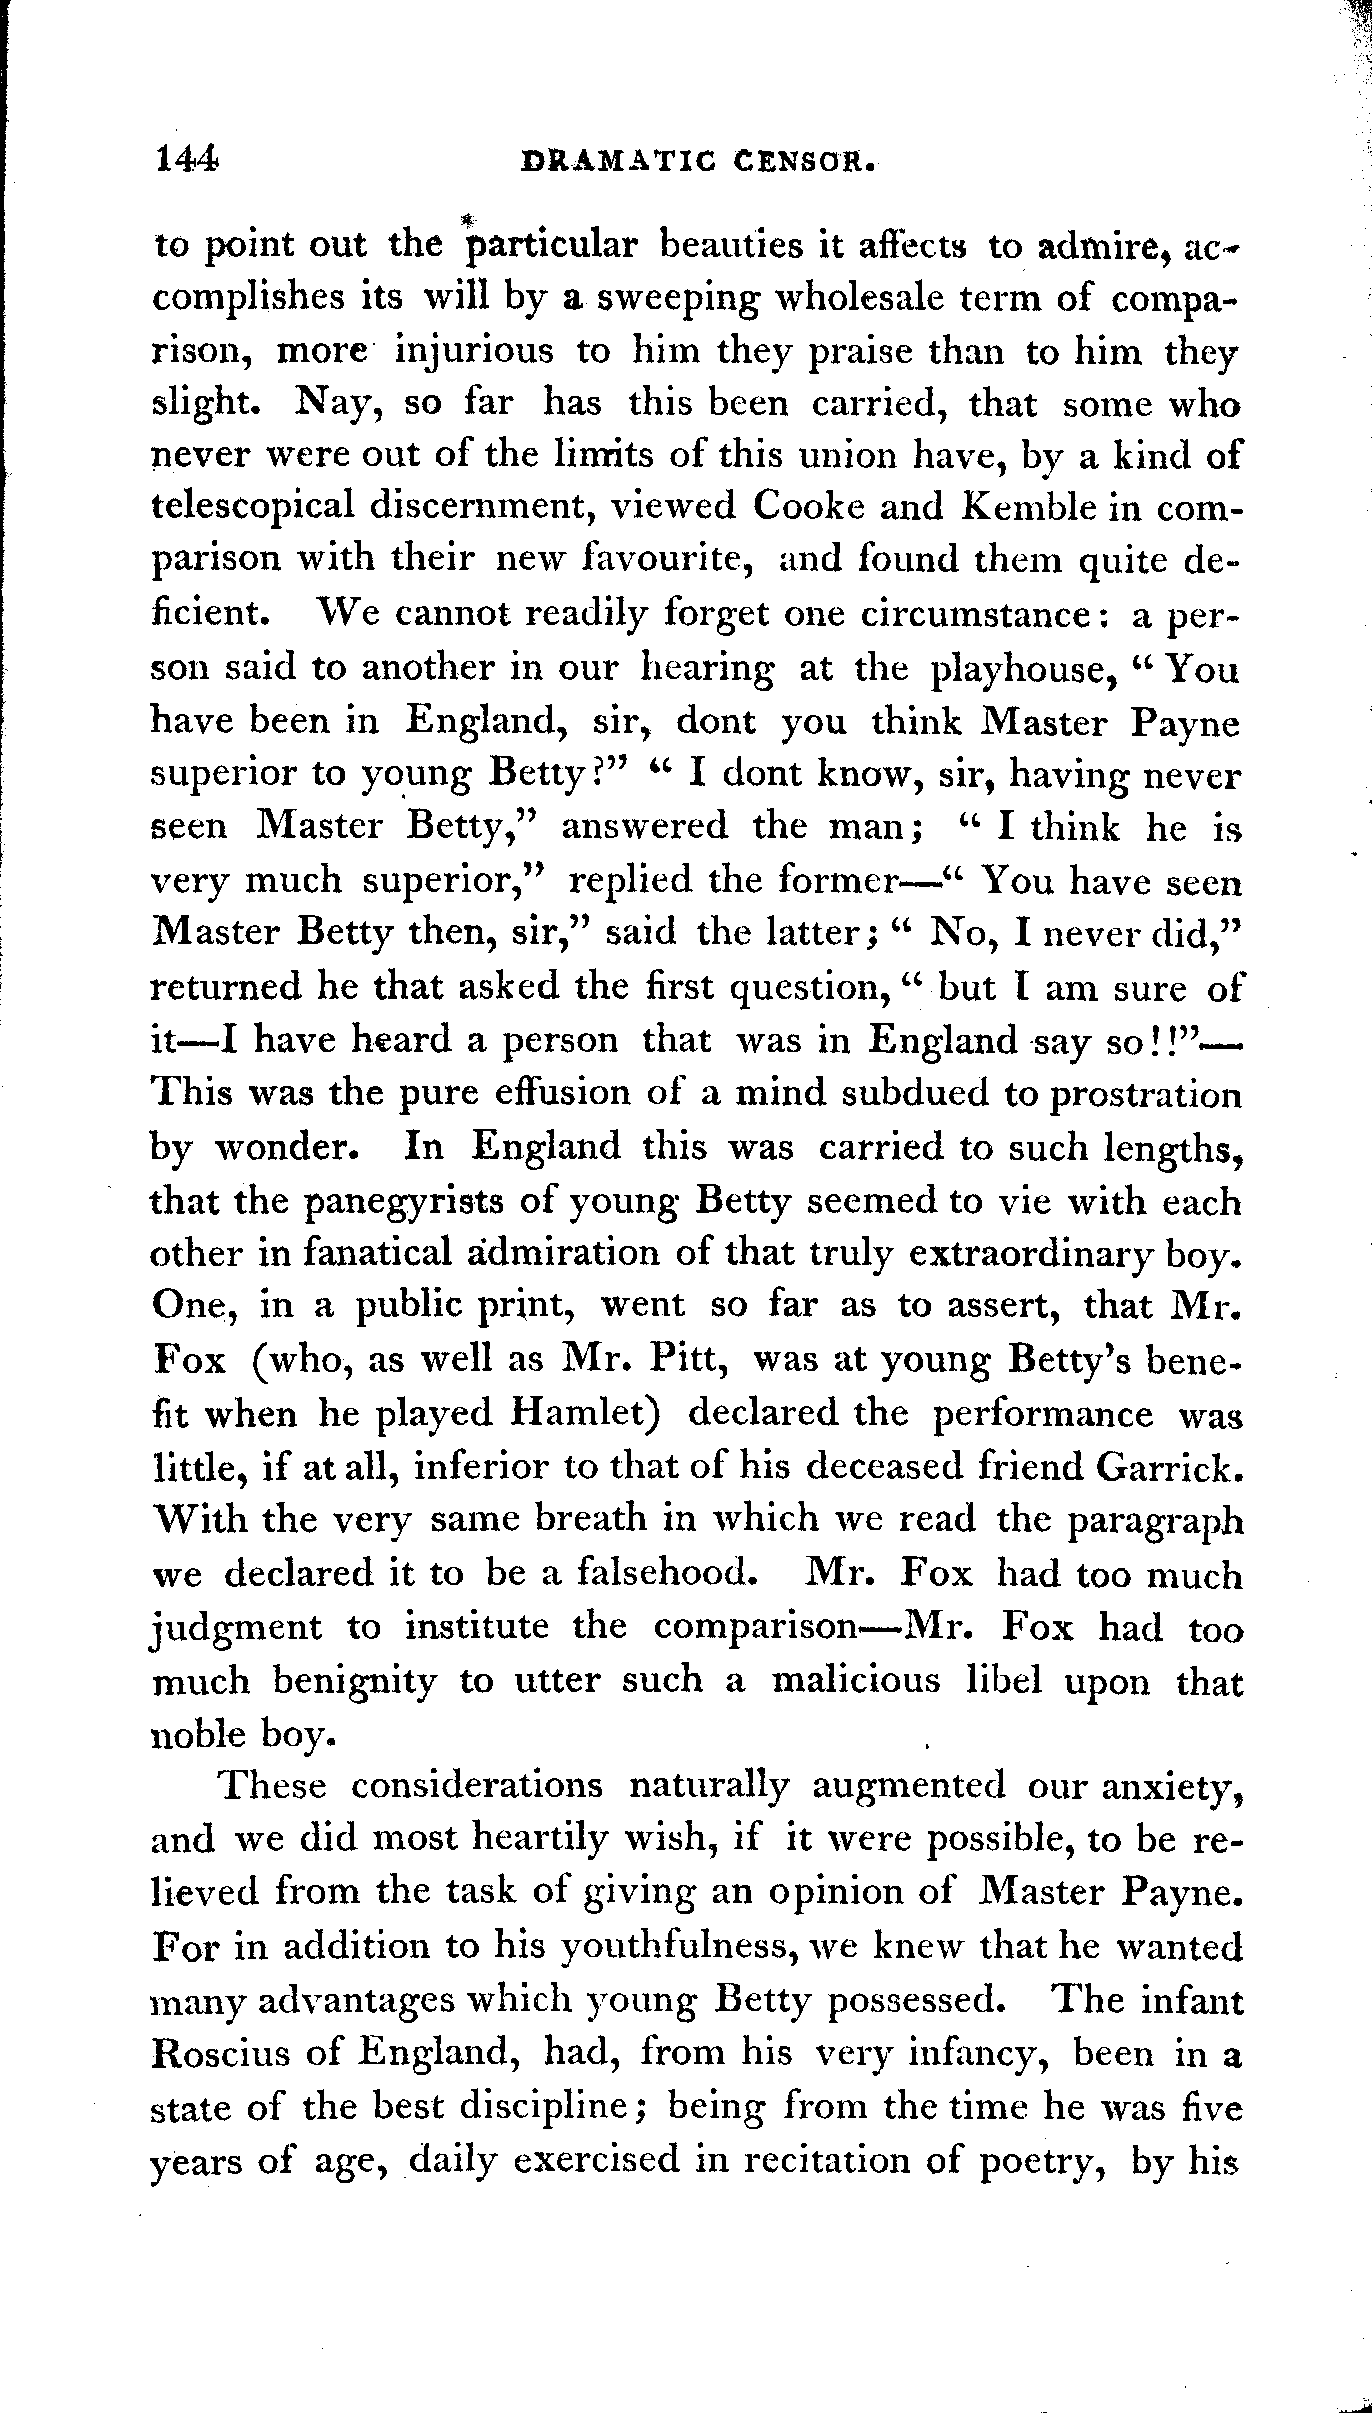 144 DRAMATIC CENSOR.
to point out the particular beauties it affects to admire, ac-
complishes its will by a sweeping wholesale term of compa-
rison, more injurious to him they praise than to him they
slight. Nay, so far has this been carried, that some who
never were out of the limits of this union have, by a kind of
telescopical discernment, viewed Cooke and Kemble in com-
parison with their new favourite, and found them quite de-
ficient. We cannot readily forget one circumstance: a per-
son said to another in our hearing at the playhouse, “ You
have been in England, sir, dont you think Master Payne
superior to young Betty?” “ I dont know, sir, having never
seen Master Betty,” answered the man; “ I think he is
very much superior,” replied the former—“ You have seen
Master Betty then, sir,” said the latter; “ No, I never did,”
returned he that asked the first question, “ but I am sure of
it—I have heard a person that was in England say so!!”—
This was the pure effusion of a mind subdued to prostration
by wonder. In England this was carried to such lengths,
that the panegyrists of young Betty seemed to vie with each
other in fanatical admiration of that truly extraordinary boy.
One, in a public print, went so far as to assert, that Mr.
Fox (who, as well as Mr. Pitt, was at young Betty’s bene-
fit when he played Hamlet) declared the performance was
little, if at all, inferior to that of his deceased friend Garrick.
With the very same breath in which we read the paragraph
we declared it to be a falsehood. Mr. Fox had too much
judgment to institute the comparison—Mr. Fox had too
much benignity to utter such a malicious libel upon that
noble boy.
These considerations naturally augmented our anxiety,
and we did most heartily wish, if it were possible, to be re-
lieved from the task of giving an opinion of Master Payne.
For in addition to his youthfulness, we knew that he wanted
many advantages which young Betty possessed. The infant
Roscius of England, had, from his very infancy, been in a
state of the best discipline; being from the time he was five
years of age, daily exercised in recitation of poetry, by his